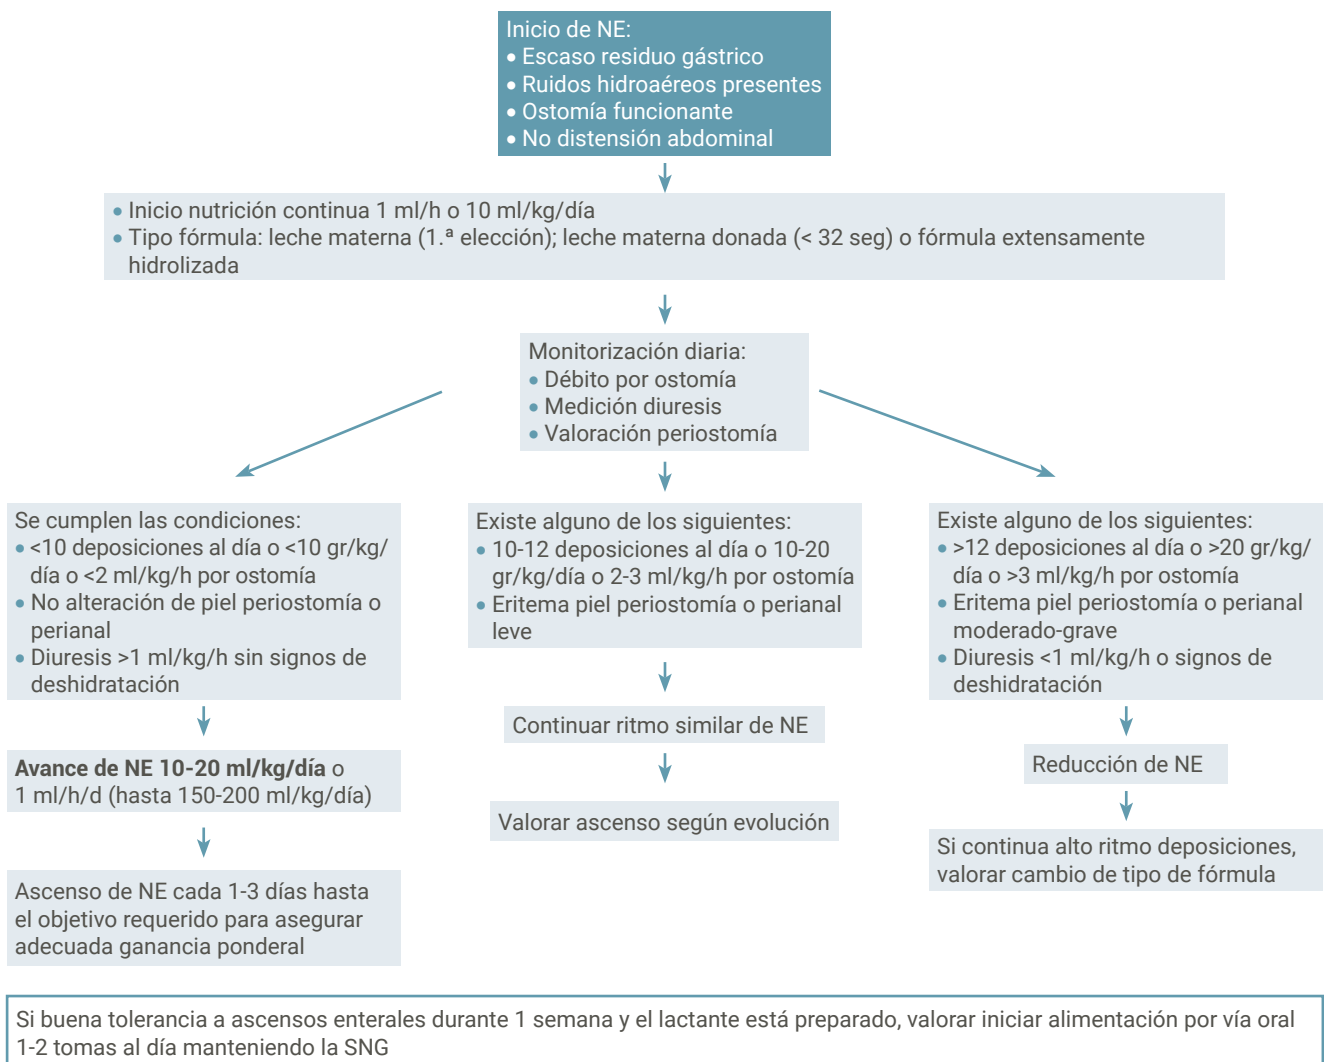 Inicio de NE:
• Escaso residuo gástrico
• Ruidos hidroaéreos presentes
• Ostomía funcionante
• No distensión abdominal
• Inicio nutrición continua 1 ml/h o 10 ml/kg/día
• Tipo fórmula: leche materna (1.ª elección); leche materna donada (< 32 seg) o fórmula extensamente
hidrolizada
Monitorización diaria:
• Débito por ostomía
• Medición diuresis
• Valoración periostomía
Se cumplen las condiciones:
• <10 deposiciones al día o <10 gr/kg/
día o <2 ml/kg/h por ostomía
• No alteración de piel periostomía o
perianal
• Diuresis >1 ml/kg/h sin signos de
deshidratación
Avance de NE 10-20 ml/kg/día o
1 ml/h/d (hasta 150-200 ml/kg/día)
Ascenso de NE cada 1-3 días hasta
el objetivo requerido para asegurar
adecuada ganancia ponderal
Existe alguno de los siguientes:
• 10-12 deposiciones al día o 10-20
gr/kg/día o 2-3 ml/kg/h por ostomía
• Eritema piel periostomía o perianal
leve
Continuar ritmo similar de NE
Valorar ascenso según evolución
Existe alguno de los siguientes:
• >12 deposiciones al día o >20 gr/kg/
día o >3 ml/kg/h por ostomía
• Eritema piel periostomía o perianal
moderado-grave
• Diuresis <1 ml/kg/h o signos de
deshidratación
Reducción de NE
Si continua alto ritmo deposiciones,
valorar cambio de tipo de fórmula
Si buena tolerancia a ascensos enterales durante 1 semana y el lactante está preparado, valorar iniciar alimentación por vía oral
1-2 tomas al día manteniendo la SNG